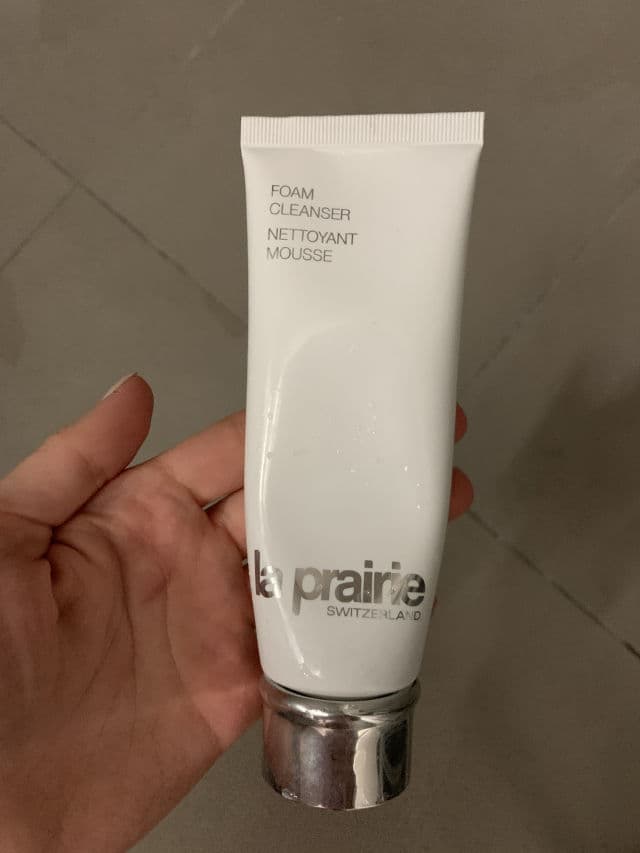 FOAM
CLEANSER
NETTOYANT
MOUSSE
la prairie
SWITZERLAND